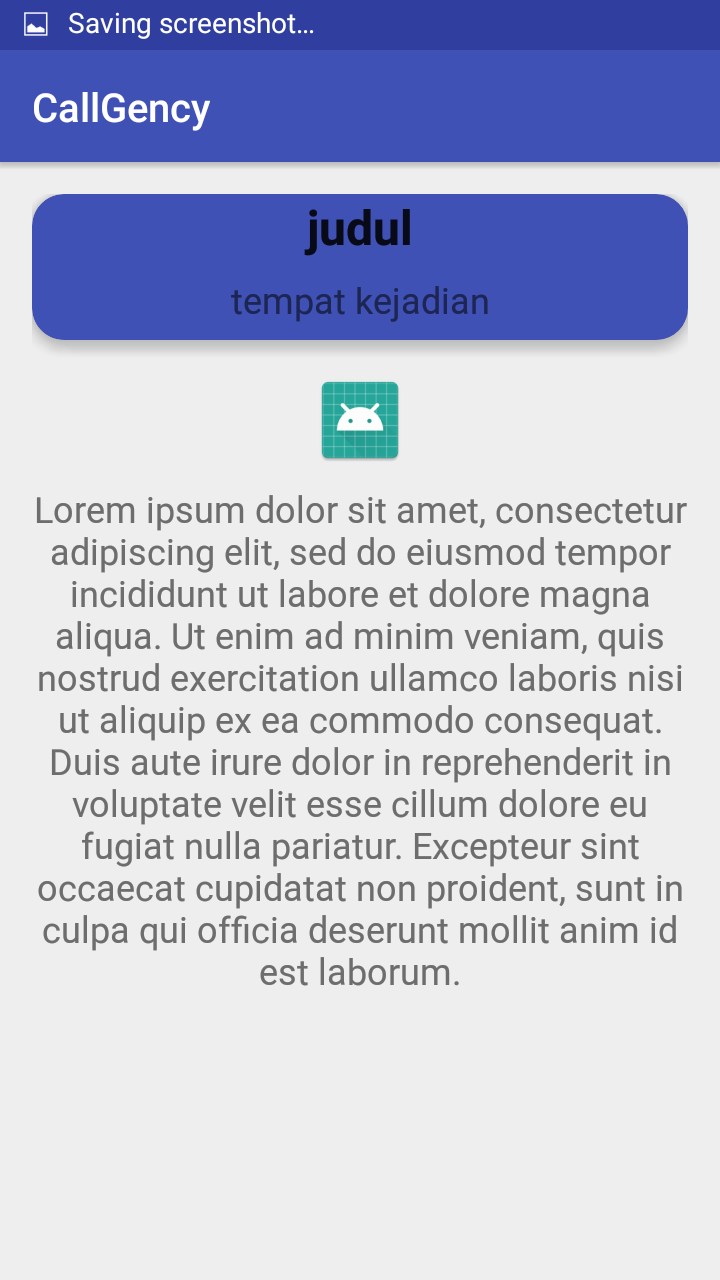 Saving screenshot...
CallGency
judul
tempat kejadian
Lorem ipsum dolor sit amet, consectetur
adipiscing elit, sed do eiusmod tempor
incididunt ut labore et dolore magna
aliqua. Ut enim ad minim veniam, quis
nostrud exercitation ullamco laboris nisi
ut aliquip ex ea commodo consequat.
Duis aute irure dolor in reprehenderit in
voluptate velit esse cillum dolore eu
fugiat nulla pariatur. Excepteur sint
occaecat cupidatat non proident, sunt in
culpa qui officia deserunt mollit anim id
est laborum.